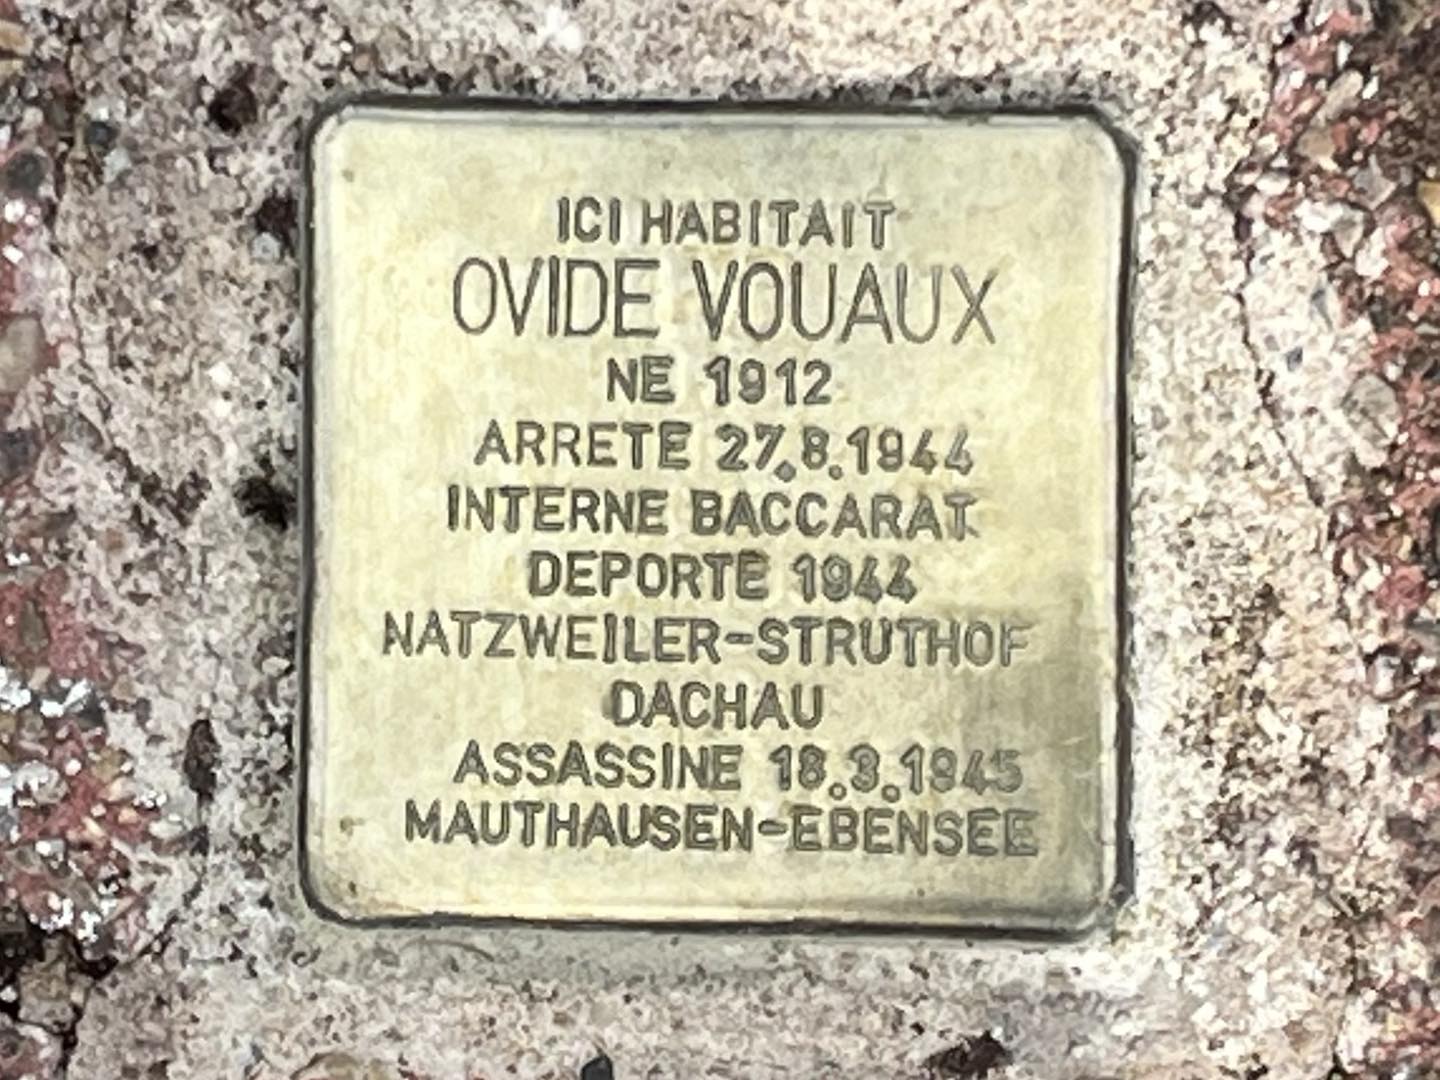 ICI HABITAIT
OVIDE VOUAUX
NE 1912
ARRETE 27.8.1944
INTERNE BACCARAT
DEPORTE 1944
NATZWEILER-STRUTHOF
DACHAU
ASSASSINE 18.3.1945
MAUTHAUSEN-EBENSEE